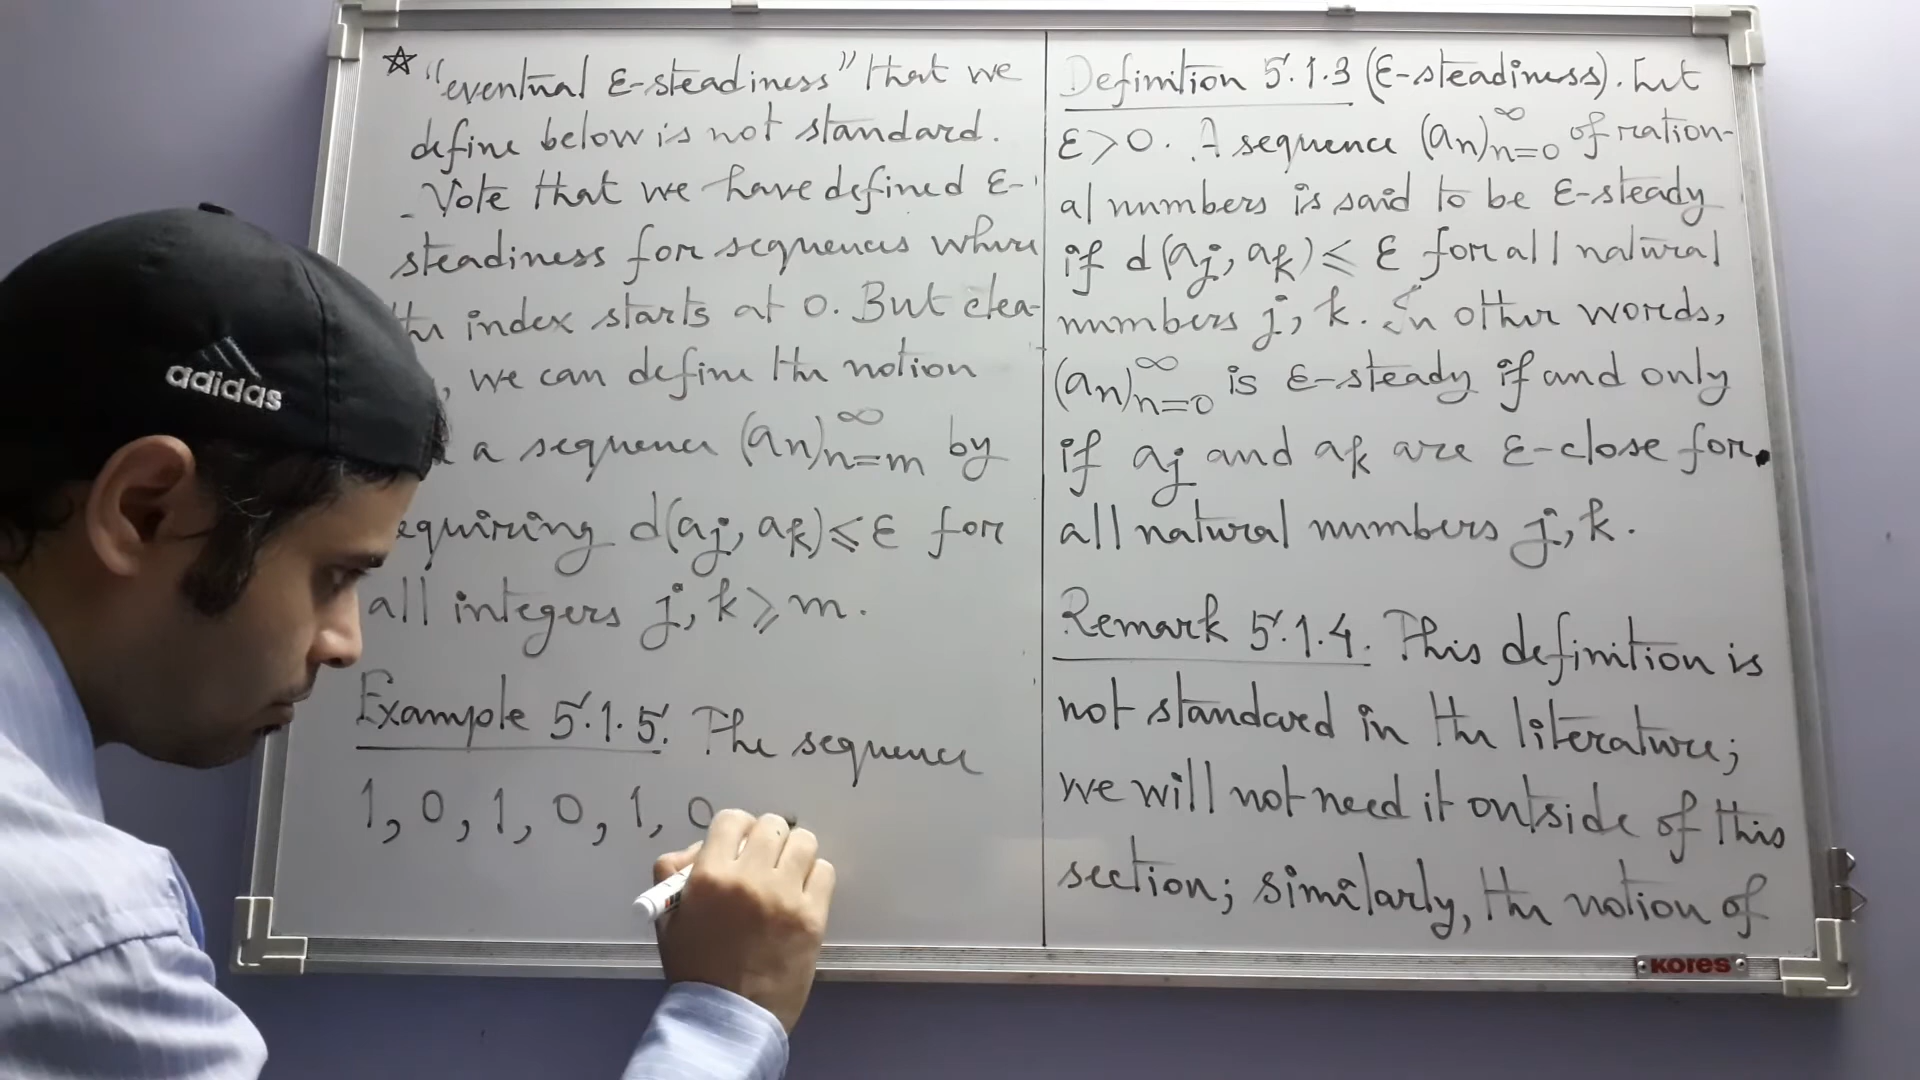 ☆ "eventual ε-steadiness" that we
define below is not standard.
- Note that we have defined ε-
steadiness for sequences where
the index starts at 0. But clea-
, we can define the notion
a sequence (an)∞n=m by
equiring d(aj, ak) ≤ ε for
all integers j, k ≥ m.
Example 5.1.5. The sequence
1, 0, 1, 0, 1, 0
Definition 5.1.3 (ε-steadiness). Let
ε > 0. A sequence (an)∞n=0 of ration-
al numbers is said to be ε-steady
if d(aj, ak) ≤ ε for all natural
numbers j, k. In other words,
(an)∞n=0 is ε-steady if and only
if aj and ak are ε-close for
all natural numbers j, k.
Remark 5.1.4. This definition is
not standard in the literature;
we will not need it outside of this
section; similarly, the notion of
adidas
KORES